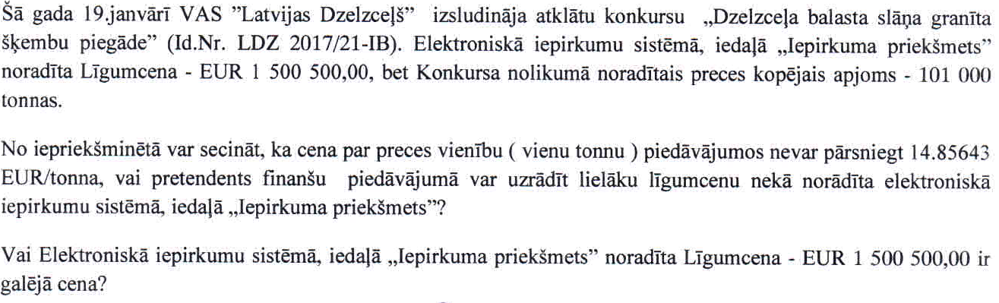 Šā gada 19.janvārī VAS ”Latvijas Dzelzceļš” izsludināja atklātu konkursu „Dzelzceļa balasta slāņa granīta
šķembu piegāde” (Id.Nr. LDZ 2017/21-IB). Elektroniskā iepirkumu sistēmā, iedaļā „Iepirkuma priekšmets”
noradīta Līgumcena - EUR 1 500 500,00, bet Konkursa nolikumā noradītais preces kopējais apjoms - 101 000
tonnas.
No iepriekšminētā var secināt, ka cena par preces vienību ( vienu tonnu ) piedāvājumos nevar pārsniegt 14.85643
EUR/tonna, vai pretendents finanšu piedāvājumā var uzrādīt lielāku līgumcenu nekā norādīta elektroniskā
iepirkumu sistēmā, iedaļā „Iepirkuma priekšmets”?
Vai Elektroniskā iepirkumu sistēmā, iedaļā „Iepirkuma priekšmets” noradīta Līgumcena - EUR 1 500 500,00 ir
galējā cena?